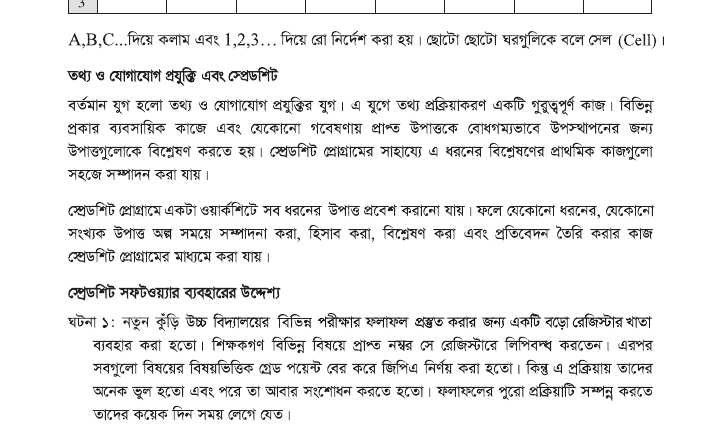 3
A,B,C...দিয়ে কলাম এবং 1,2,3... দিয়ে রো নির্দেশ করা হয়। ছোটো ছোটো ঘরগুলিকে বলে সেল (Cell)।
তথ্য ও যোগাযোগ প্রযুক্তি এবং স্প্রেডশিট
বর্তমান যুগ হলো তথ্য ও যোগাযোগ প্রযুক্তির যুগ। এ যুগে তথ্য প্রক্রিয়াকরণ একটি গুরুত্বপূর্ণ কাজ। বিভিন্ন
প্রকার ব্যবসায়িক কাজে এবং যেকোনো গবেষণায় প্রাপ্ত উপাত্তকে বোধগম্যভাবে উপস্থাপনের জন্য
উপাত্তগুলোকে বিশ্লেষণ করতে হয়। স্প্রেডশিট প্রোগ্রামের সাহায্যে এ ধরনের বিশ্লেষণের প্রাথমিক কাজগুলো
সহজে সম্পাদন করা যায়।
স্প্রেডশিট প্রোগ্রামে একটা ওয়ার্কশিটে সব ধরনের উপাত্ত প্রবেশ করানো যায়। ফলে যেকোনো ধরনের, যেকোনো
সংখ্যক উপাত্ত অল্প সময়ে সম্পাদনা করা, হিসাব করা, বিশ্লেষণ করা এবং প্রতিবেদন তৈরি করার কাজ
স্প্রেডশিট প্রোগ্রামের মাধ্যমে করা যায়।
স্প্রেডশিট সফটওয়্যার ব্যবহারের উদ্দেশ্য
ঘটনা ১: নতুন কুঁড়ি উচ্চ বিদ্যালয়ের বিভিন্ন পরীক্ষার ফলাফল প্রস্তুত করার জন্য একটি বড়ো রেজিস্টার খাতা
ব্যবহার করা হতো। শিক্ষকগণ বিভিন্ন বিষয়ে প্রাপ্ত নম্বর সে রেজিস্টারে লিপিবদ্ধ করতেন। এরপর
সবগুলো বিষয়ের বিষয়ভিত্তিক গ্রেড পয়েন্ট বের করে জিপিএ নির্ণয় করা হতো। কিন্তু এ প্রক্রিয়ায় তাদের
অনেক ভুল হতো এবং পরে তা আবার সংশোধন করতে হতো। ফলাফলের পুরো প্রক্রিয়াটি সম্পন্ন করতে
তাদের কয়েক দিন সময় লেগে যেত।